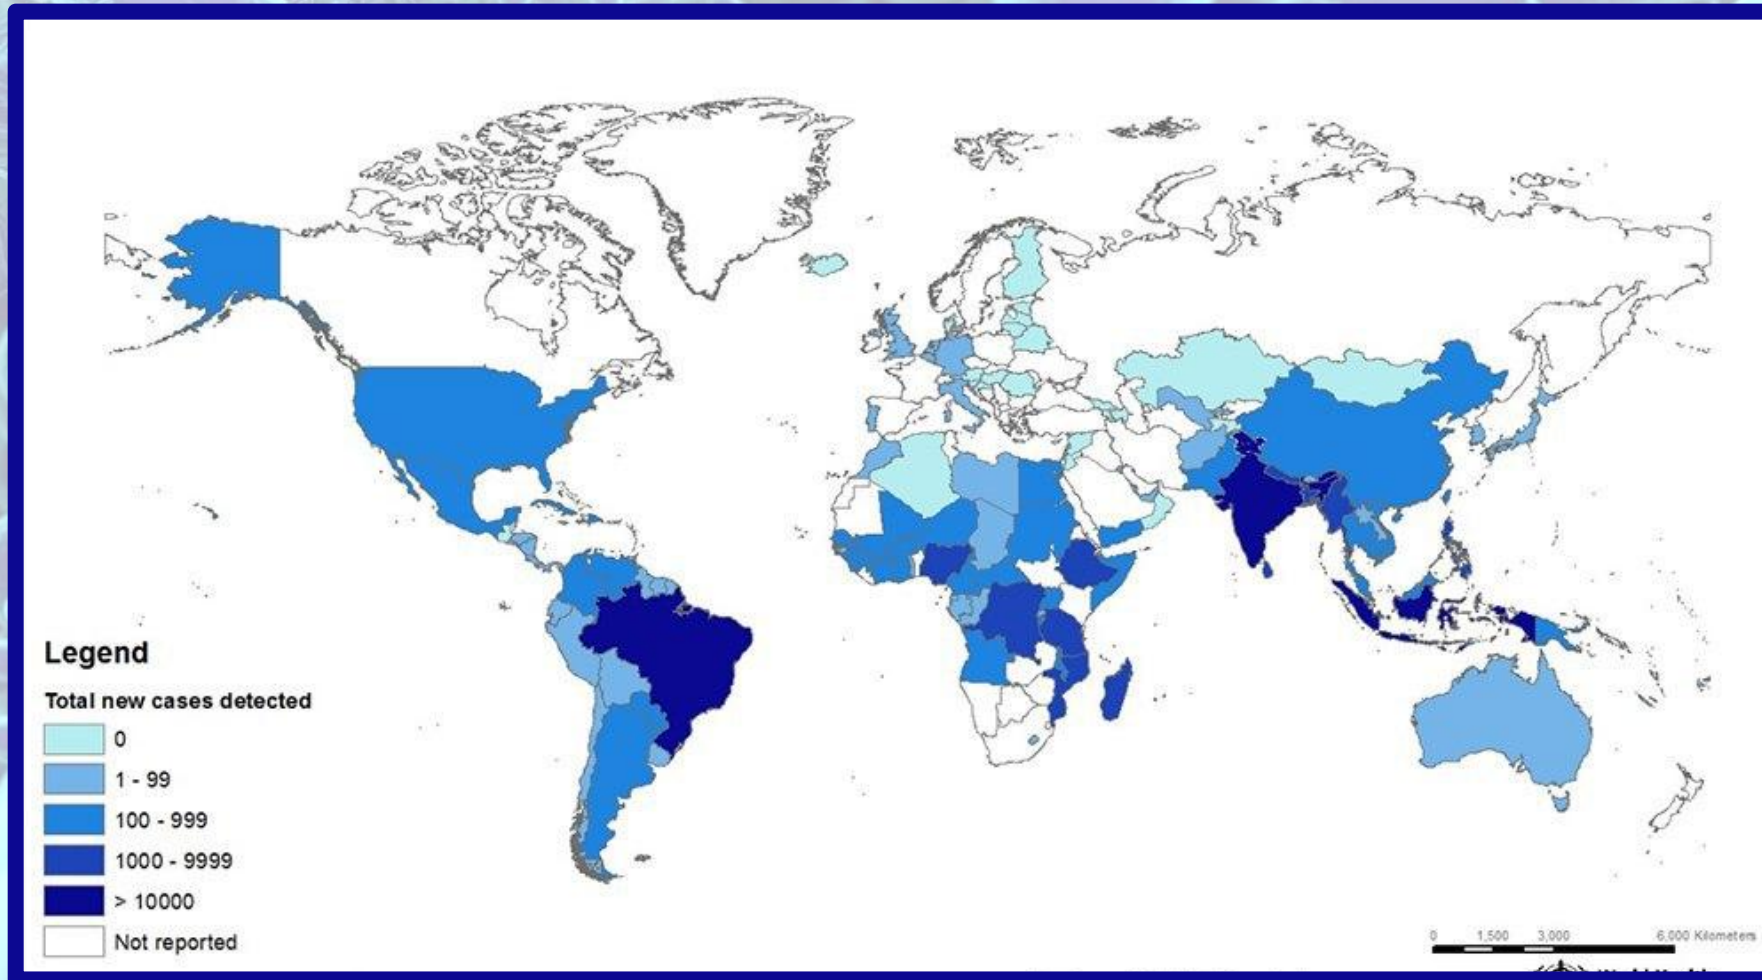 Legend
Total new cases detected
0
1 - 99
100 - 999
1000 - 9999
> 10000
Not reported
0 1,500 3,000 6,000 Kilometers